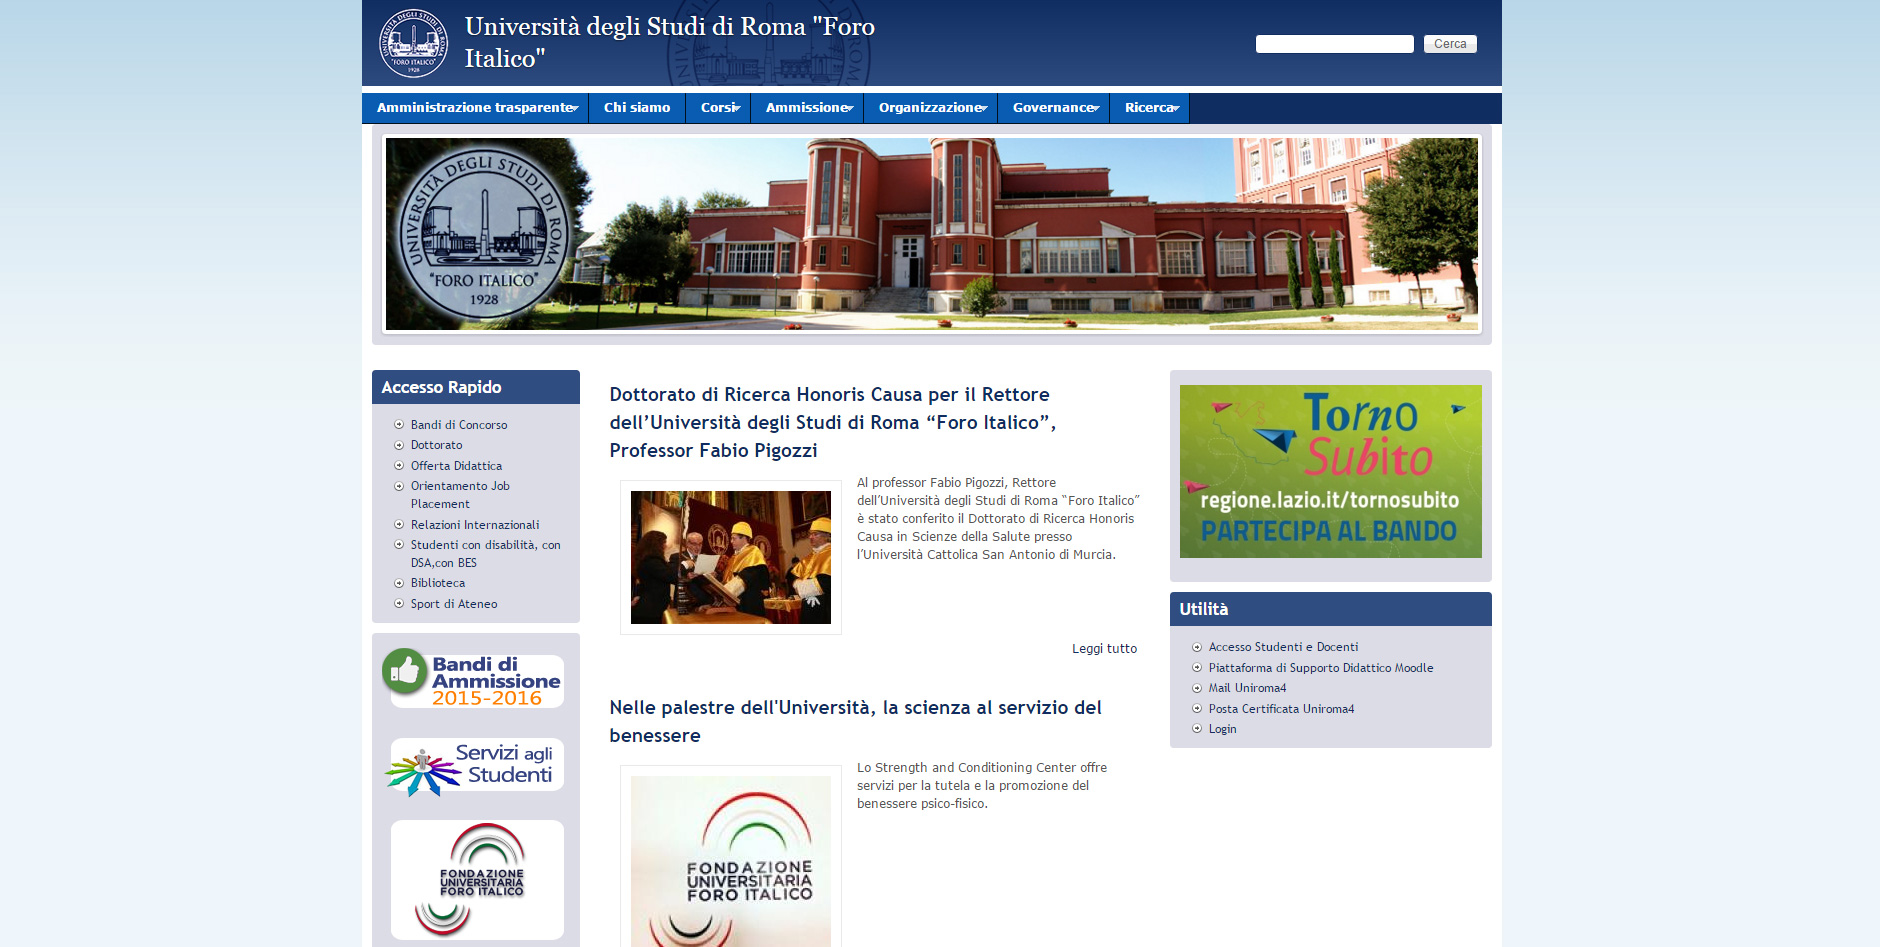 Università degli Studi di Roma "Foro
Italico"
Cerca
Amministrazione trasparente
Chi siamo
Corsi
Ammissione
Organizzazione
Governance
Ricerca
UNIVERSITÀ DEGLI STUDI DI ROMA
"FORO ITALICO"
1928
Accesso Rapido
Bandi di Concorso
Dottorato
Offerta Didattica
Orientamento Job
Placement
Relazioni Internazionali
Studenti con disabilità, con
DSA,con BES
Biblioteca
Sport di Ateneo
Bandi di
Ammissione
2015-2016
Servizi agli
Studenti
FONDAZIONE
UNIVERSITARIA
FORO ITALICO
Dottorato di Ricerca Honoris Causa per il Rettore
dell’Università degli Studi di Roma “Foro Italico”,
Professor Fabio Pigozzi
Al professor Fabio Pigozzi, Rettore
dell’Università degli Studi di Roma “Foro Italico”
è stato conferito il Dottorato di Ricerca Honoris
Causa in Scienze della Salute presso
l’Università Cattolica San Antonio di Murcia.
Leggi tutto
Nelle palestre dell'Università, la scienza al servizio del
benessere
Lo Strength and Conditioning Center offre
servizi per la tutela e la promozione del
benessere psico-fisico.
FONDAZIONE
UNIVERSITARIA
FORO ITALICO
Torno
Subito
regione.lazio.it/tornosubito
PARTECIPA AL BANDO
Utilità
Accesso Studenti e Docenti
Piattaforma di Supporto Didattico Moodle
Mail Uniroma4
Posta Certificata Uniroma4
Login